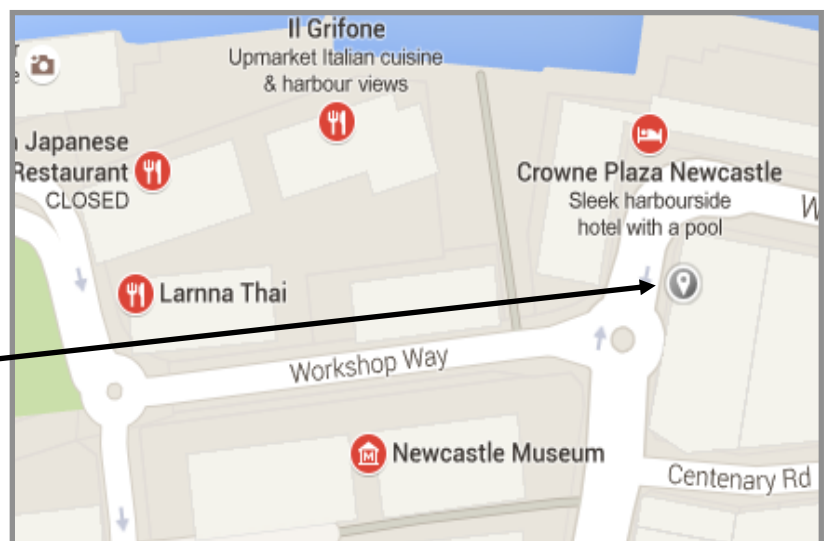 Il Grifone
Upmarket Italian cuisine
& harbour views
Japanese
Restaurant
CLOSED
Crowne Plaza Newcastle
Sleek harbourside
hotel with a pool
Larnna Thai
Workshop Way
Newcastle Museum
Centenary Rd